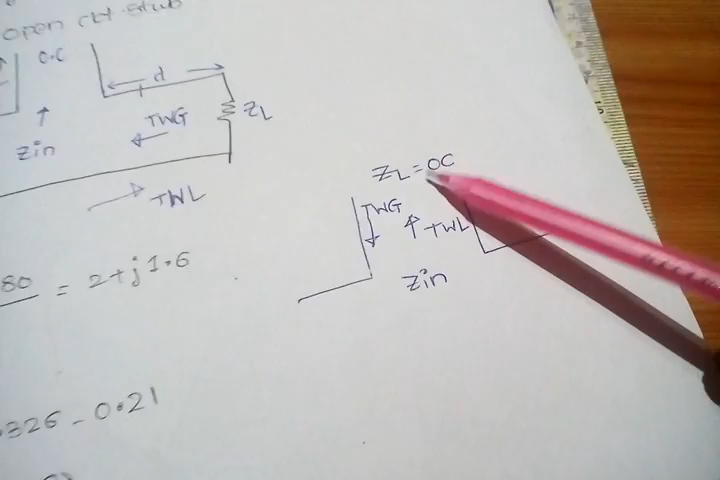 open ckt stub
O.C
d
ZL
TWG
Zin
TWL
ZL = OC
TWG
TWL
Zin
80 = 2+j1.6
.326 - 0.21